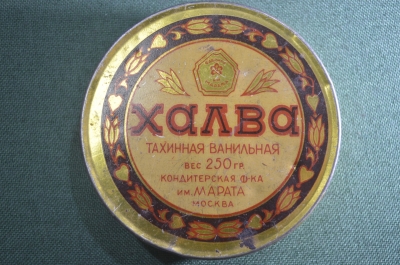 ХАЛВА
ТАХИННАЯ ВАНИЛЬНАЯ
ВЕС 250 ГР.
КОНДИТЕРСКАЯ Ф-КА
ИМ. МАРАТА
МОСКВА